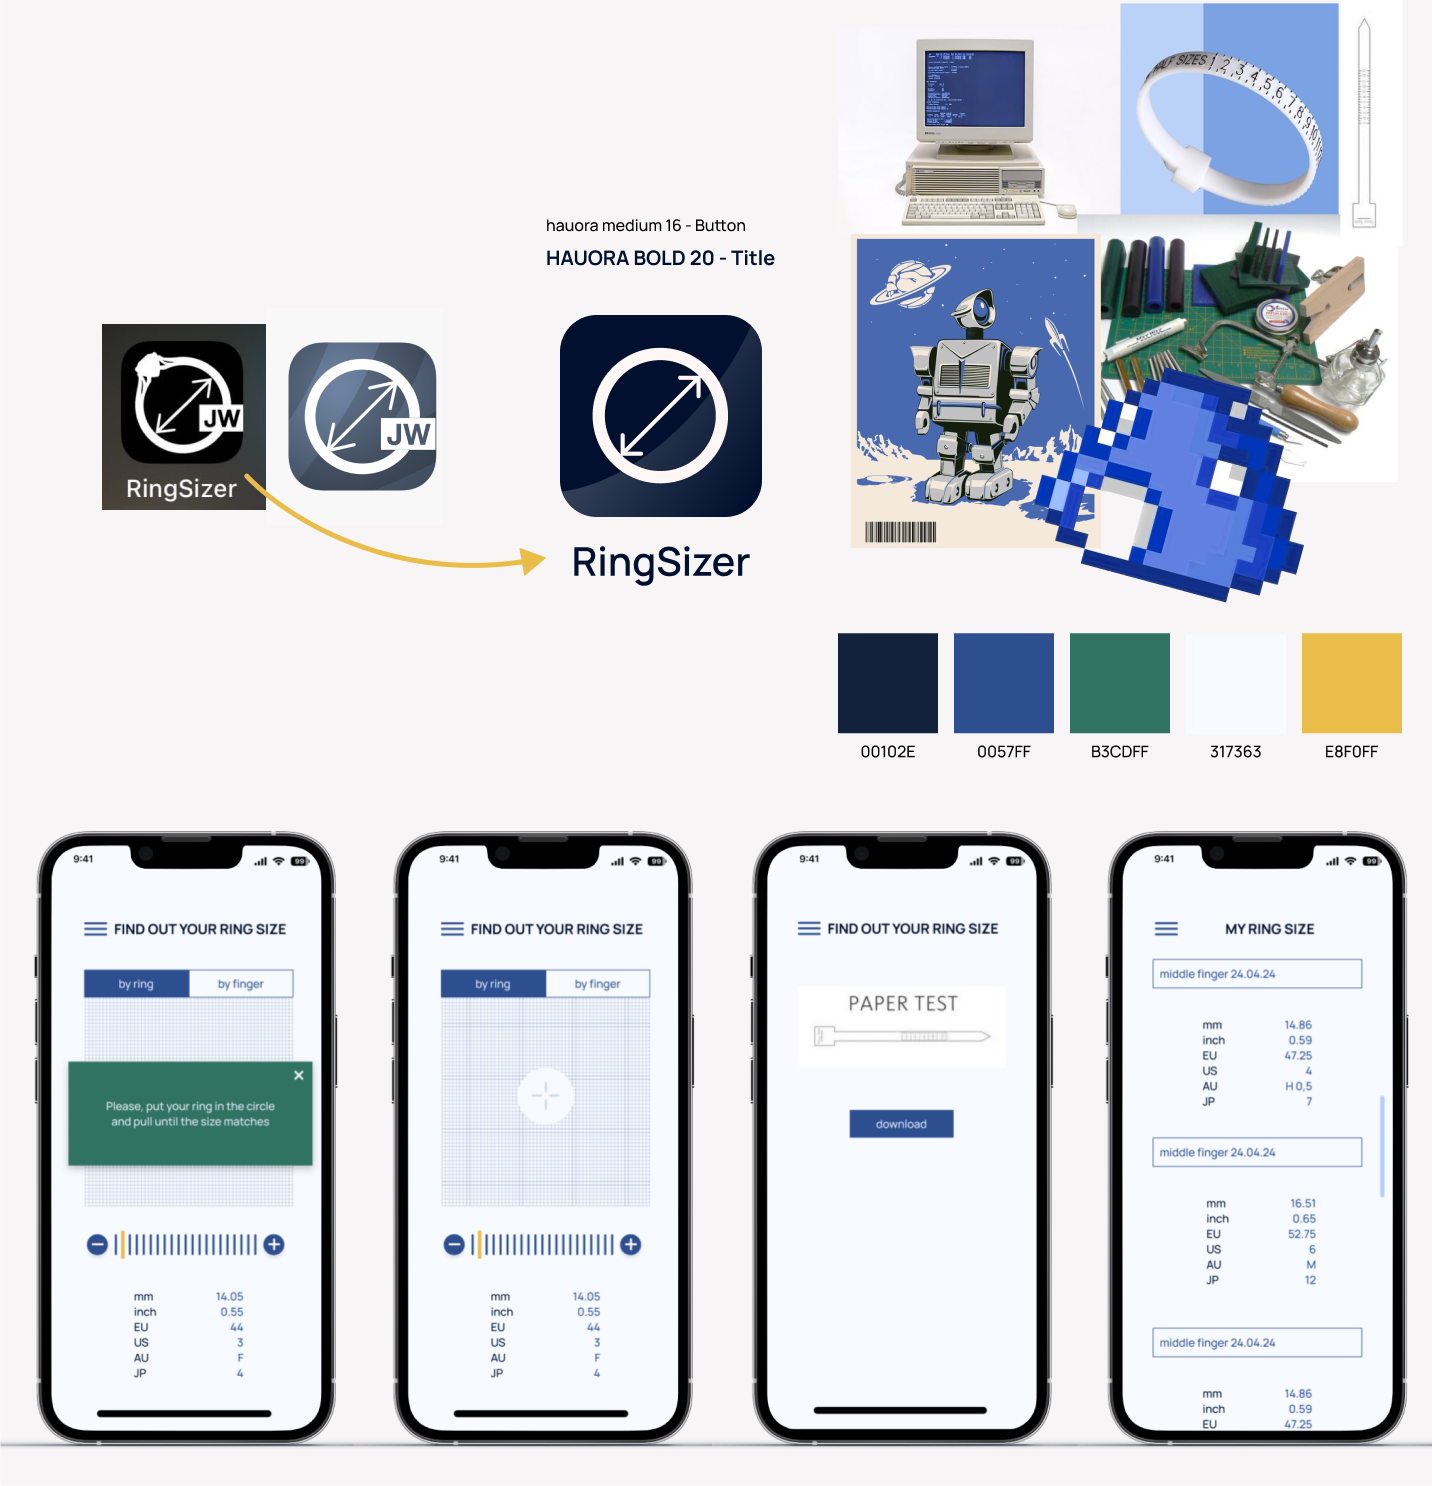 HALF SIZES 1 2 3 4 5 6 7 8 9 10 11
hauora medium 16 - Button
HAUORA BOLD 20 - Title
JW
RingSizer
JW
RingSizer
00102E
0057FF
B3CDFF
317363
E8F0FF
9:41
99
FIND OUT YOUR RING SIZE
by ring
by finger
×
Please, put your ring in the circle
and pull until the size matches
mm 14.05
inch 0.55
EU 44
US 3
AU F
JP 4
9:41
99
FIND OUT YOUR RING SIZE
by ring
by finger
mm 14.05
inch 0.55
EU 44
US 3
AU F
JP 4
9:41
99
FIND OUT YOUR RING SIZE
PAPER TEST
download
9:41
99
MY RING SIZE
middle finger 24.04.24
mm 14.86
inch 0.59
EU 47.25
US 4
AU H 0,5
JP 7
middle finger 24.04.24
mm 16.51
inch 0.65
EU 52.75
US 6
AU M
JP 12
middle finger 24.04.24
mm 14.86
inch 0.59
EU 47.25